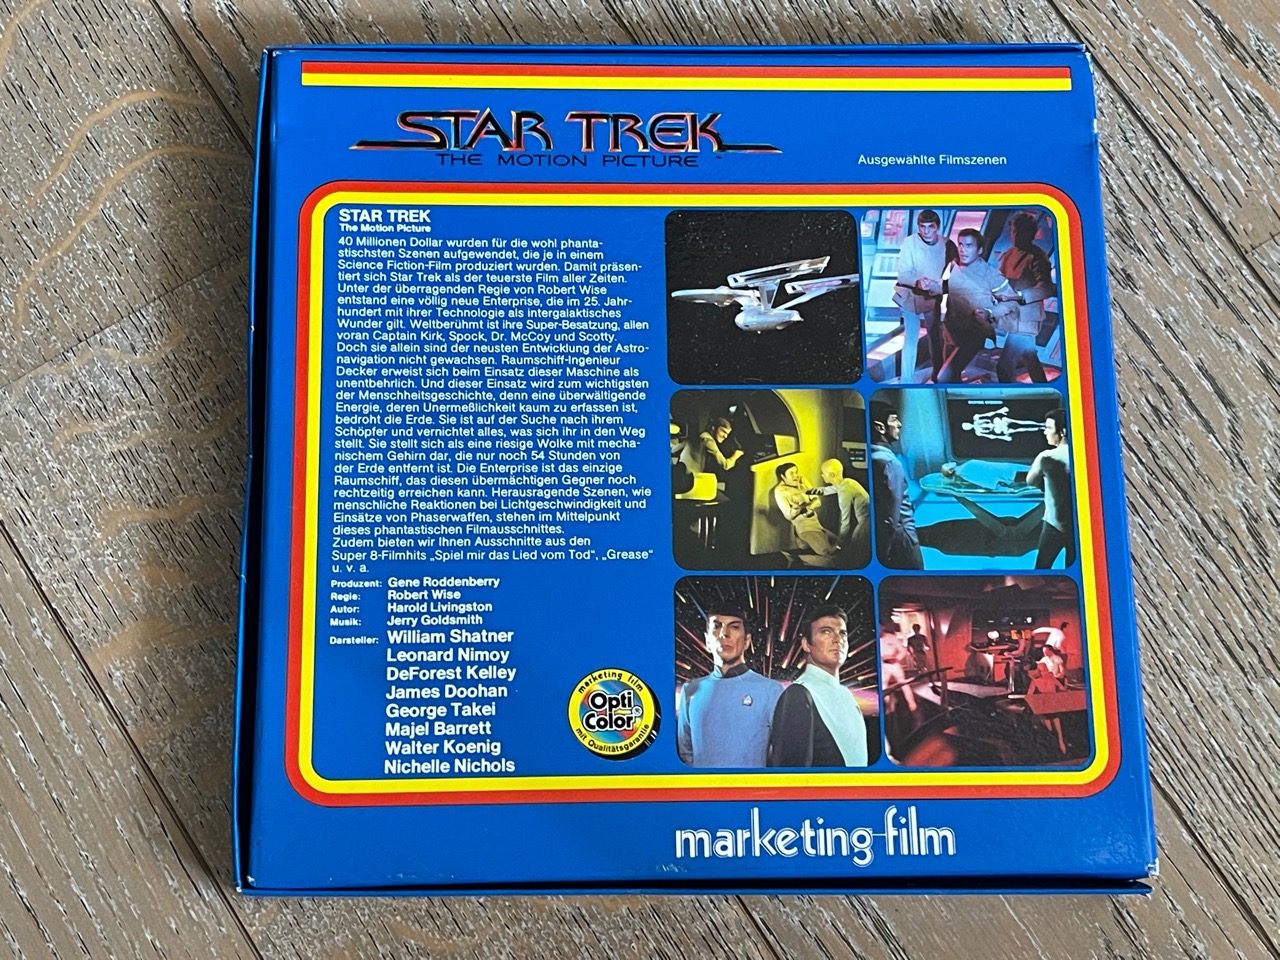 STAR TREK
THE MOTION PICTURE
Ausgewählte Filmszenen
STAR TREK
The Motion Picture
40 Millionen Dollar wurden für die wohl phanta-
stischsten Szenen aufgewendet, die je in einem
Science Fiction-Film produziert wurden. Damit präsen-
tiert sich Star Trek als der teuerste Film aller Zeiten.
Unter der überragenden Regie von Robert Wise
entstand eine völlig neue Enterprise, die im 25. Jahr-
hundert mit ihrer Technologie als intergalaktisches
Wunder gilt. Weltberühmt ist ihre Super-Besatzung, allen
voran Captain Kirk, Spock, Dr. McCoy und Scotty.
Doch sie allein sind der neusten Entwicklung der Astro-
navigation nicht gewachsen. Raumschiff-Ingenieur
Decker erweist sich beim Einsatz dieser Maschine als
unentbehrlich. Und dieser Einsatz wird zum wichtigsten
der Menschheitsgeschichte, denn eine überwältigende
Energie, deren Unermeßlichkeit kaum zu erfassen ist,
bedroht die Erde. Sie ist auf der Suche nach ihrem
Schöpfer und vernichtet alles, was sich ihr in den Weg
stellt. Sie stellt sich als eine riesige Wolke mit mecha-
nischem Gehirn dar, die nur noch 54 Stunden von
der Erde entfernt ist. Die Enterprise ist das einzige
Raumschiff, das diesen übermächtigen Gegner noch
rechtzeitig erreichen kann. Herausragende Szenen, wie
menschliche Reaktionen bei Lichtgeschwindigkeit und
Einsätze von Phaserwaffen, stehen im Mittelpunkt
dieses phantastischen Filmausschnittes.
Zudem bieten wir Ihnen Ausschnitte aus den
Super 8-Filmhits „Spiel mir das Lied vom Tod“, „Grease“
u. v. a.
Produzent: Gene Roddenberry
Regie: Robert Wise
Autor: Harold Livingston
Musik: Jerry Goldsmith
Darsteller: William Shatner
Leonard Nimoy
DeForest Kelley
James Doohan
George Takei
Majel Barrett
Walter Koenig
Nichelle Nichols
marketing film
Opti
Color
mit Qualitätsgarantie
marketing film